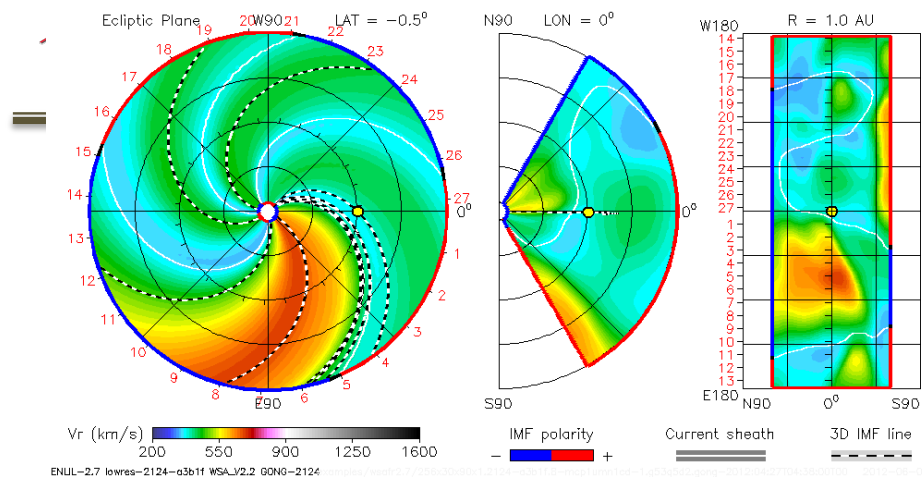 Ecliptic Plane W90 LAT = −0.5°
N90 LON = 0°
R = 1.0 AU
W180
14
15
16
17
18
19
20
21
22
23
24
25
26
27
1
2
3
4
5
6
7
8
9
10
11
12
13
E180
N90 0° S90
20 21
19 22
18 23
17 24
16 25
15 26
14 27
0°
13 1
12 2
11 3
10 4
9 8 7 6 5
E90
0°
S90
Vr (km/s)
200 400 600 900 1200 1600
IMF polarity
− +
Current sheath
3D IMF line
ENLIL-2.7 lowres-2124-a3b1f WSA_V2.2 GONG-2124